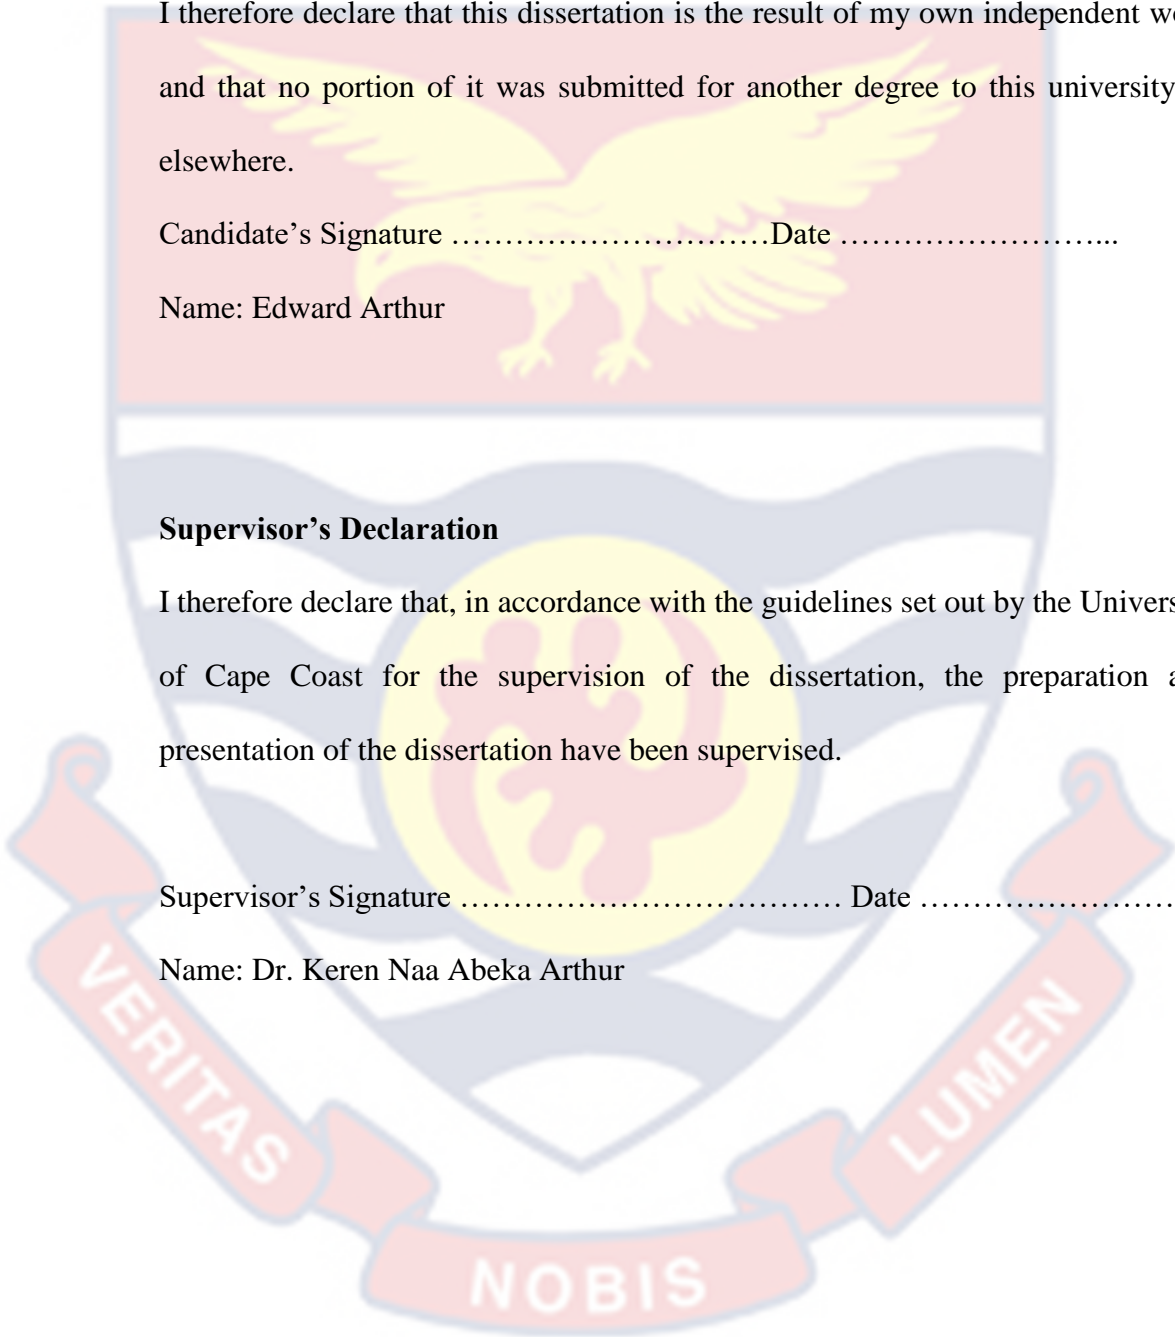 I therefore declare that this dissertation is the result of my own independent
and that no portion of it was submitted for another degree to this university
elsewhere.
Candidate’s Signature …………………………Date ……………………...
Name: Edward Arthur
Supervisor’s Declaration
I therefore declare that, in accordance with the guidelines set out by the
of Cape Coast for the supervision of the dissertation, the preparation
presentation of the dissertation have been supervised.
Supervisor’s Signature ……………………………… Date ……………………
Name: Dr. Keren Naa Abeka Arthur
VERITAS
NOBIS
LUMEN